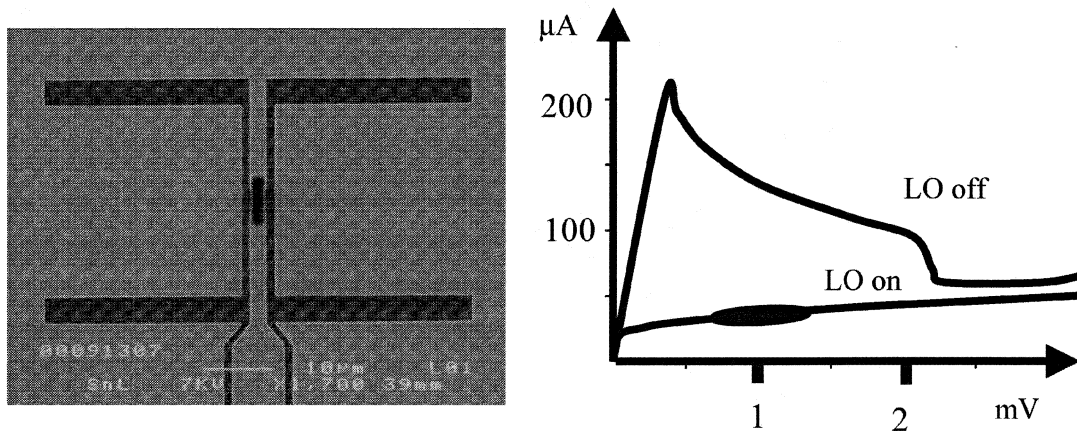 00091307
10µm L01
SnL 7KV X1,700 39mm
µA
200
100
LO off
LO on
1
2
mV